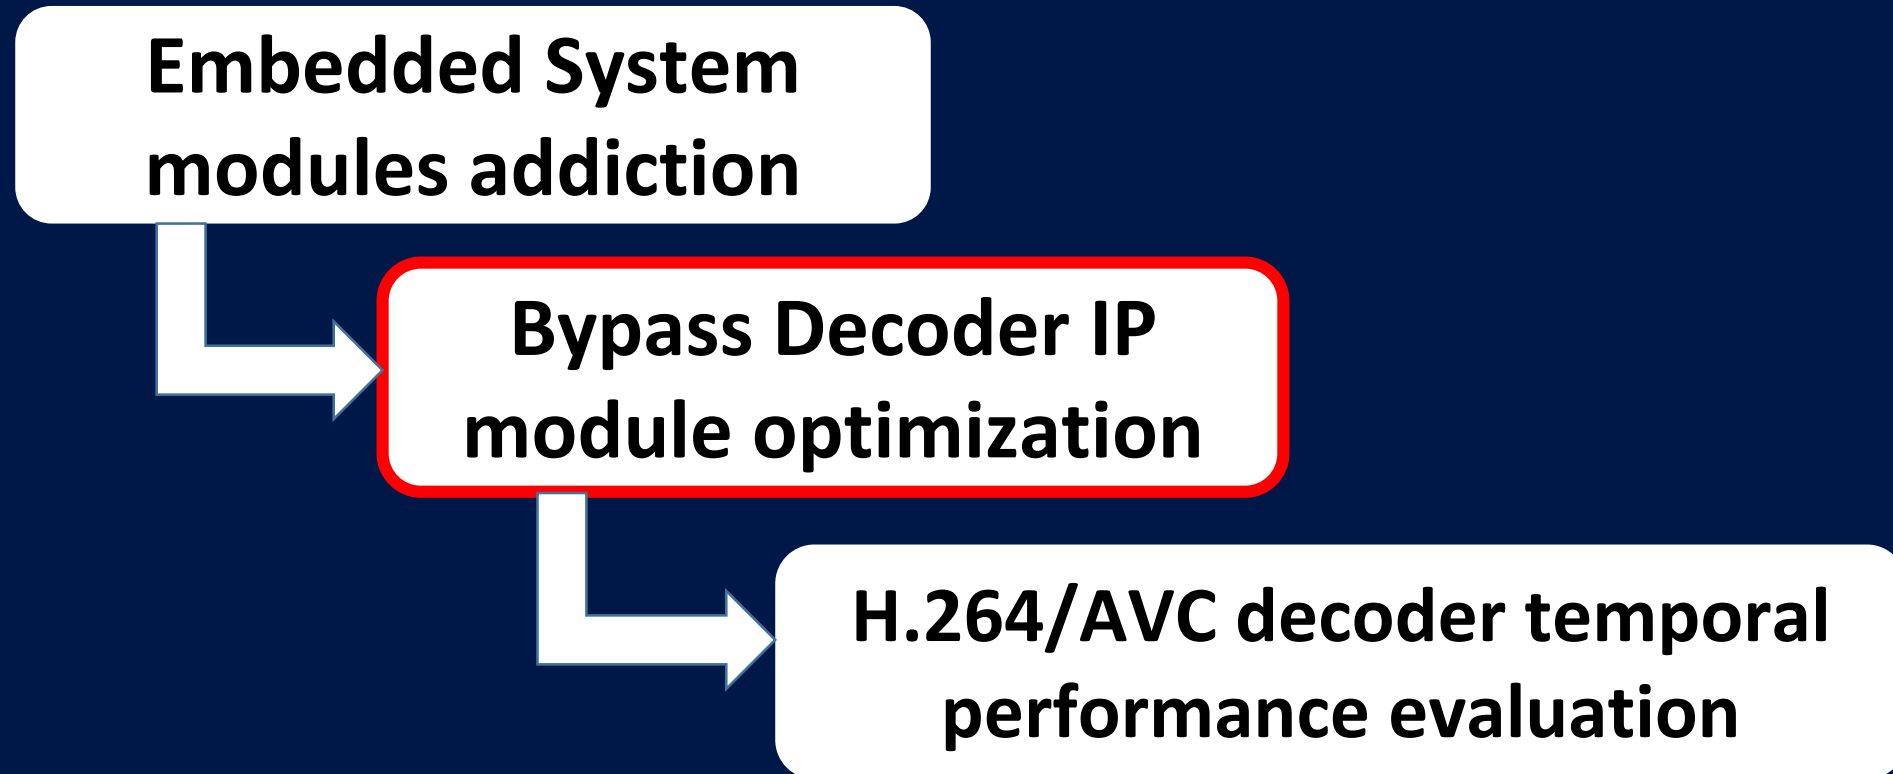 Embedded System
modules addiction
Bypass Decoder IP
module optimization
H.264/AVC decoder temporal
performance evaluation